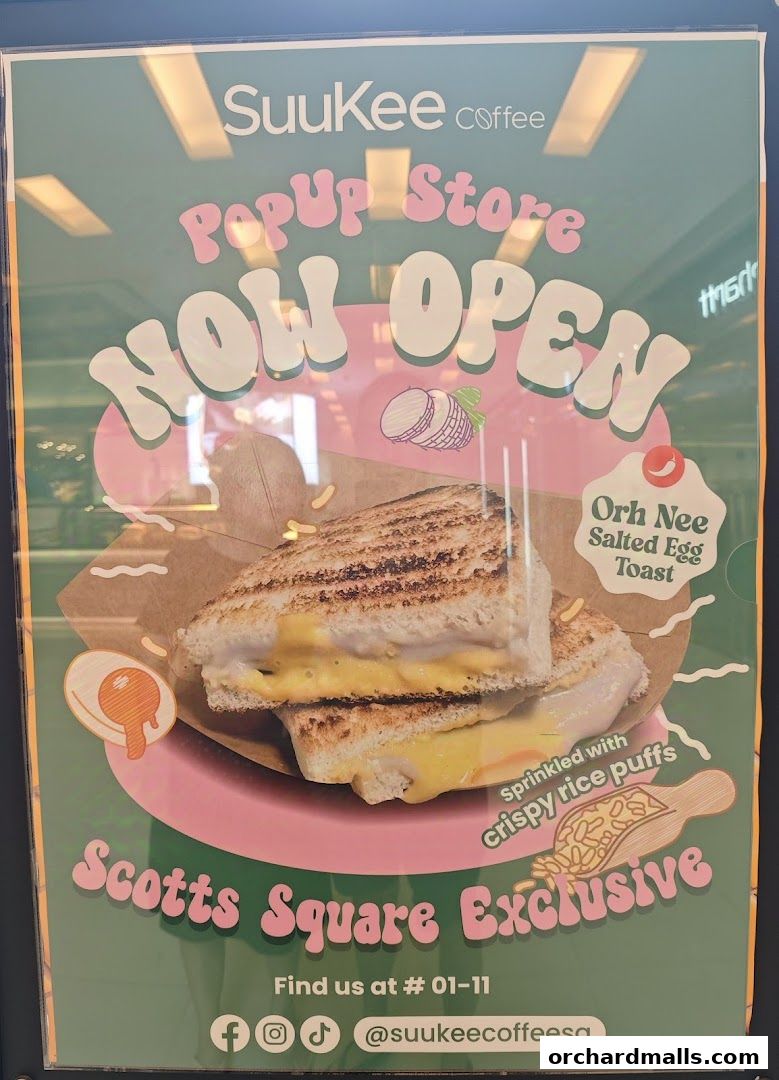 SuuKee Coffee
PopUp Store
NOW OPEN
Orh Nee
Salted Egg
Toast
sprinkled with
crispy rice puffs
Scotts Square Exclusive
Find us at # 01-11
@suukeecoffeesg
orchardmalls.com